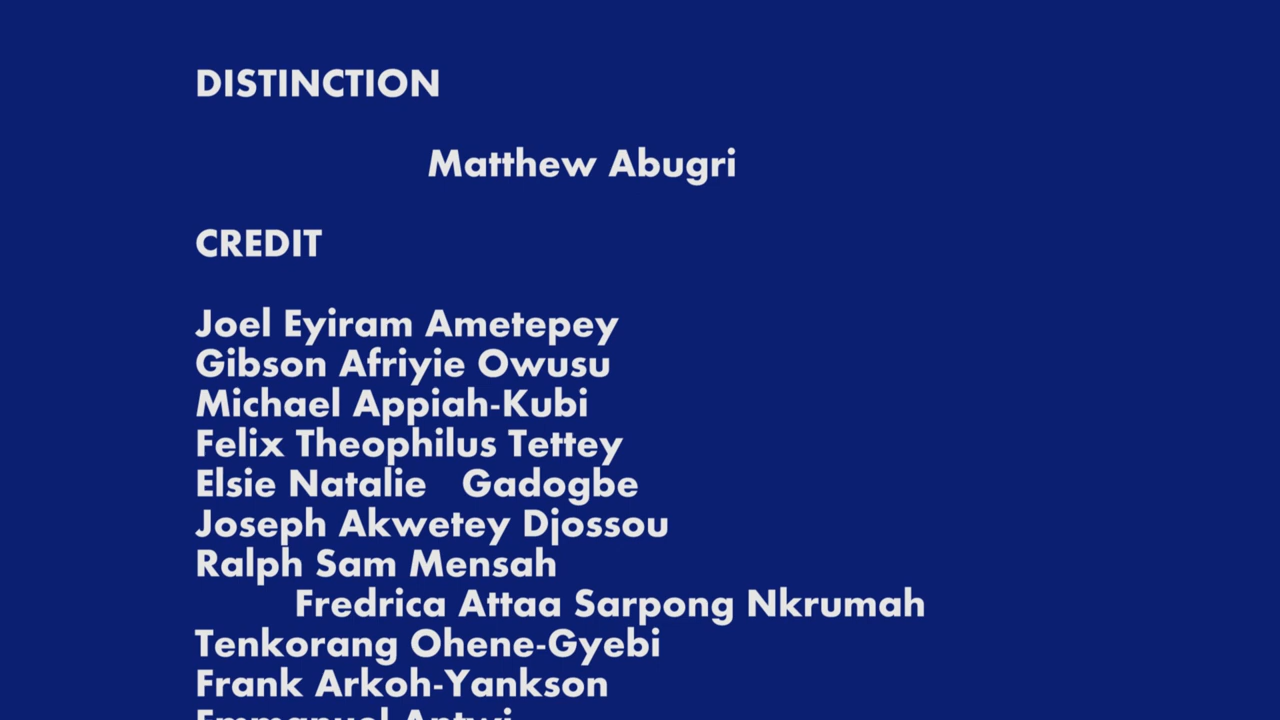 DISTINCTION
Matthew Abugri
CREDIT
Joel Eyiram Ametepey
Gibson Afriyie Owusu
Michael Appiah-Kubi
Felix Theophilus Tettey
Elsie Natalie Gadogbe
Joseph Akwetey Djossou
Ralph Sam Mensah
Fredrica Attaa Sarpong Nkrumah
Tenkorang Ohene-Gyebi
Frank Arkoh-Yankson
Emmanuel Antwi